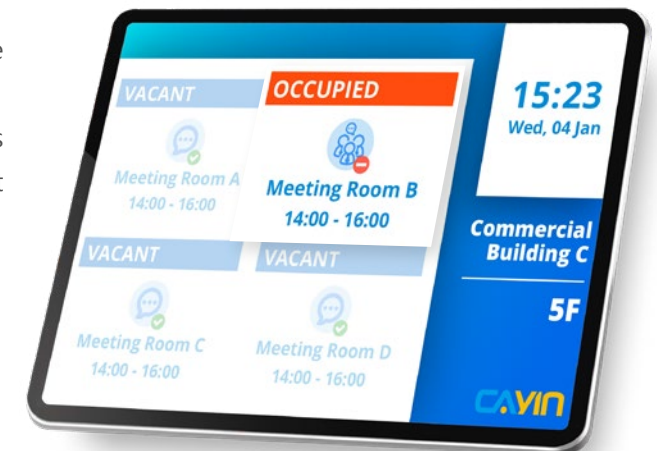 e
s
t
VACANT
Meeting Room A
14:00 - 16:00
OCCUPIED
Meeting Room B
14:00 - 16:00
VACANT
Meeting Room C
14:00 - 16:00
VACANT
Meeting Room D
14:00 - 16:00
15:23
Wed, 04 Jan
Commercial
Building C
5F
CAYIN